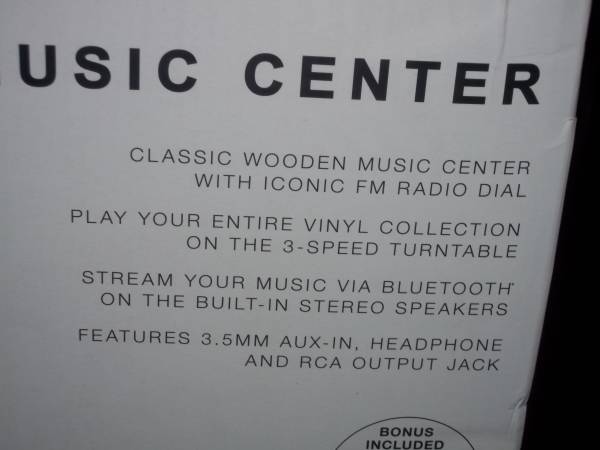 USIC CENTER
CLASSIC WOODEN MUSIC CENTER
WITH ICONIC FM RADIO DIAL
PLAY YOUR ENTIRE VINYL COLLECTION
ON THE 3-SPEED TURNTABLE
STREAM YOUR MUSIC VIA BLUETOOTH
ON THE BUILT-IN STEREO SPEAKERS
FEATURES 3.5MM AUX-IN, HEADPHONE
AND RCA OUTPUT JACK
BONUS
INCLUDED